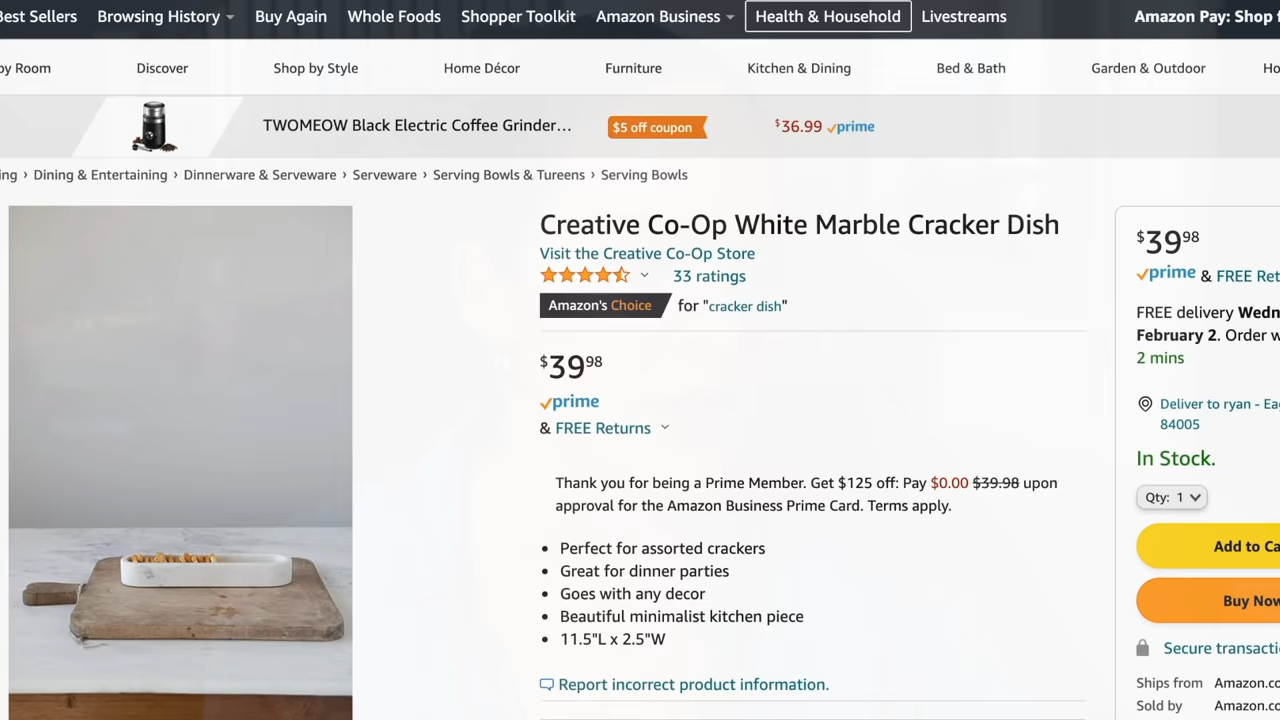 est Sellers Browsing History Buy Again Whole Foods Shopper Toolkit Amazon Business Health & Household Livestreams Amazon Pay: Shop
by Room Discover Shop by Style Home Décor Furniture Kitchen & Dining Bed & Bath Garden & Outdoor Ho
TWOMEOW Black Electric Coffee Grinder... $5 off coupon $36.99 prime
ing › Dining & Entertaining › Dinnerware & Serveware › Serveware › Serving Bowls & Tureens › Serving Bowls
Creative Co-Op White Marble Cracker Dish
Visit the Creative Co-Op Store
33 ratings
Amazon's Choice for "cracker dish"
$39 98
prime
& FREE Returns
Thank you for being a Prime Member. Get $125 off: Pay $0.00 $39.98 upon
approval for the Amazon Business Prime Card. Terms apply.
• Perfect for assorted crackers
• Great for dinner parties
• Goes with any decor
• Beautiful minimalist kitchen piece
• 11.5"L x 2.5"W
Report incorrect product information.
$39 98
prime & FREE Ret
FREE delivery Wedn
February 2. Order w
2 mins
Deliver to ryan - Ea
84005
In Stock.
Qty: 1
Add to Ca
Buy Now
Secure transacti
Ships from Amazon.co
Sold by Amazon.co